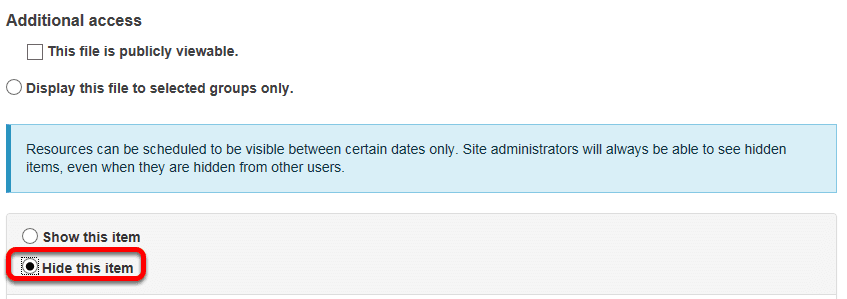 Additional access
This file is publicly viewable.
Display this file to selected groups only.
Resources can be scheduled to be visible between certain dates only. Site administrators will always be able to see hidden
items, even when they are hidden from other users.
Show this item
Hide this item